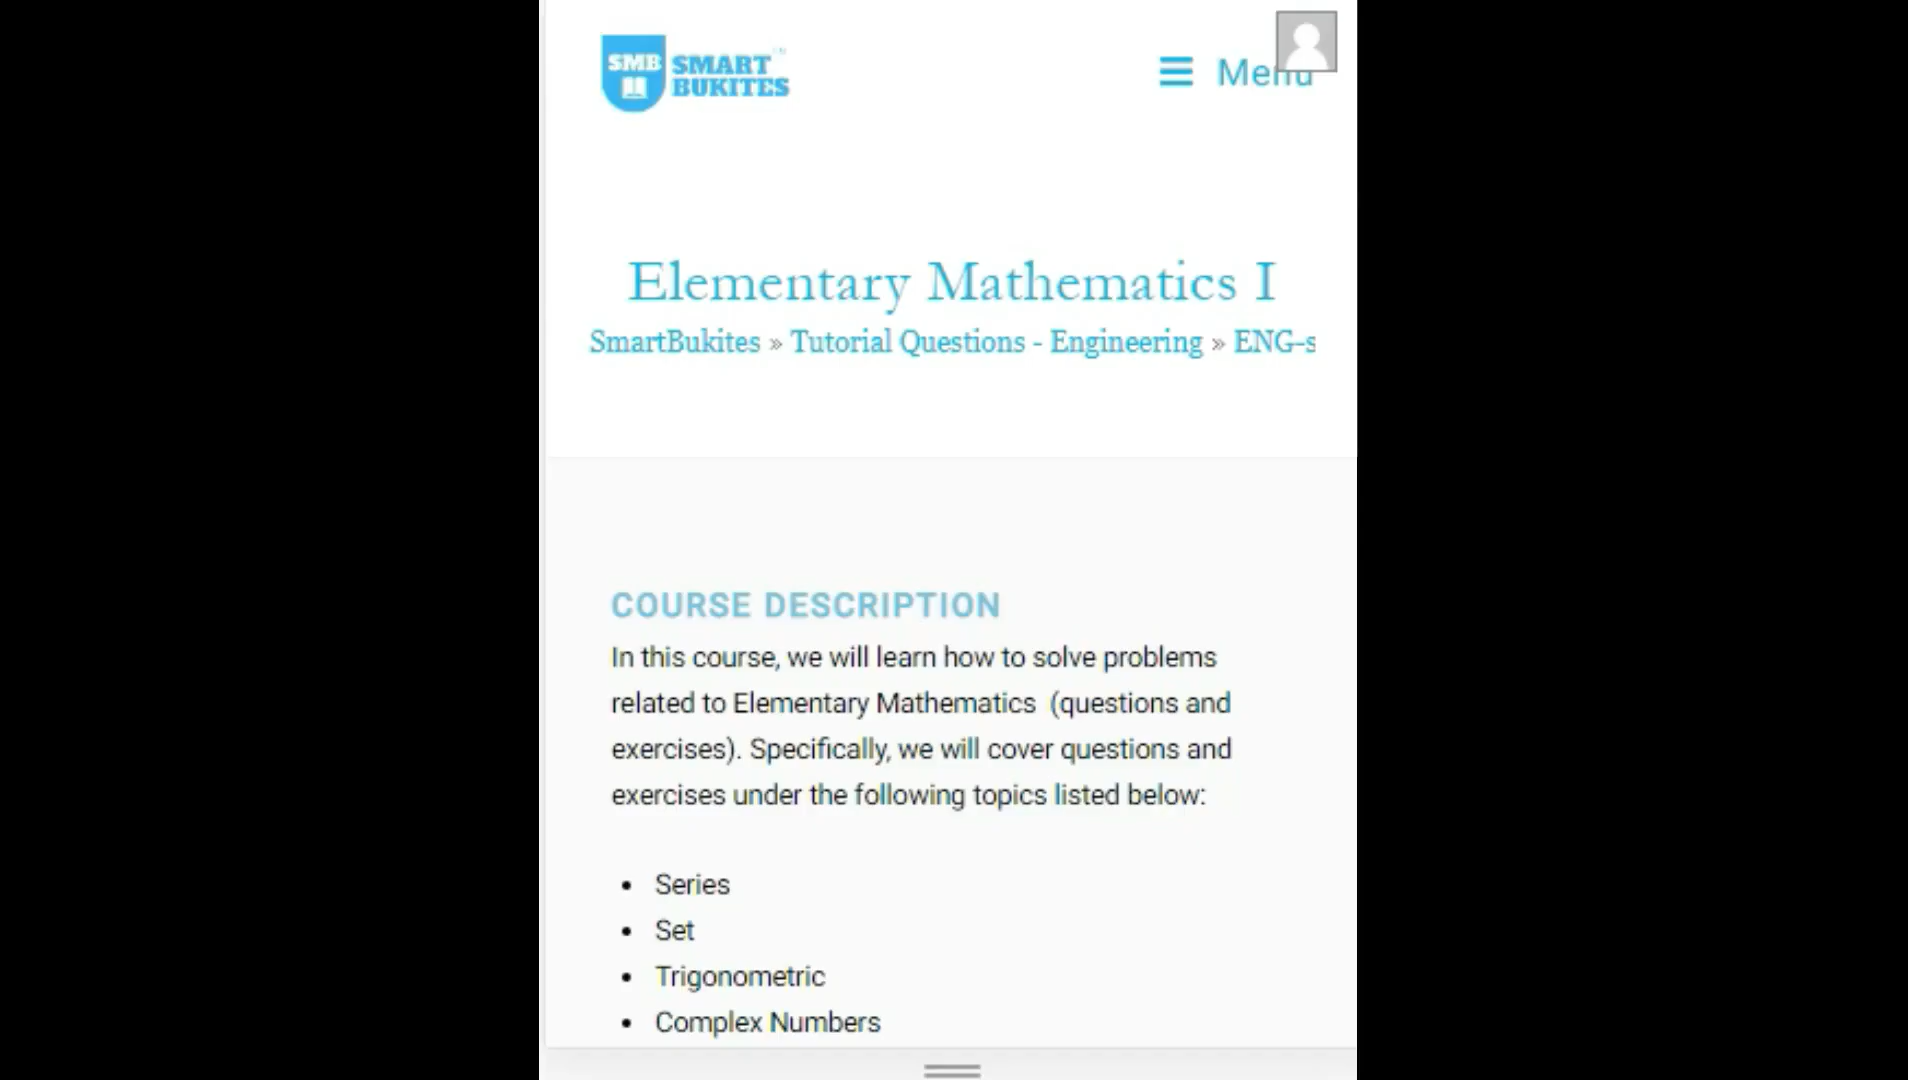 SMB SMART
BUKITES
Menu
Elementary Mathematics I
SmartBukites » Tutorial Questions - Engineering » ENG-s
COURSE DESCRIPTION
In this course, we will learn how to solve problems
related to Elementary Mathematics (questions and
exercises). Specifically, we will cover questions and
exercises under the following topics listed below:
• Series
• Set
• Trigonometric
• Complex Numbers